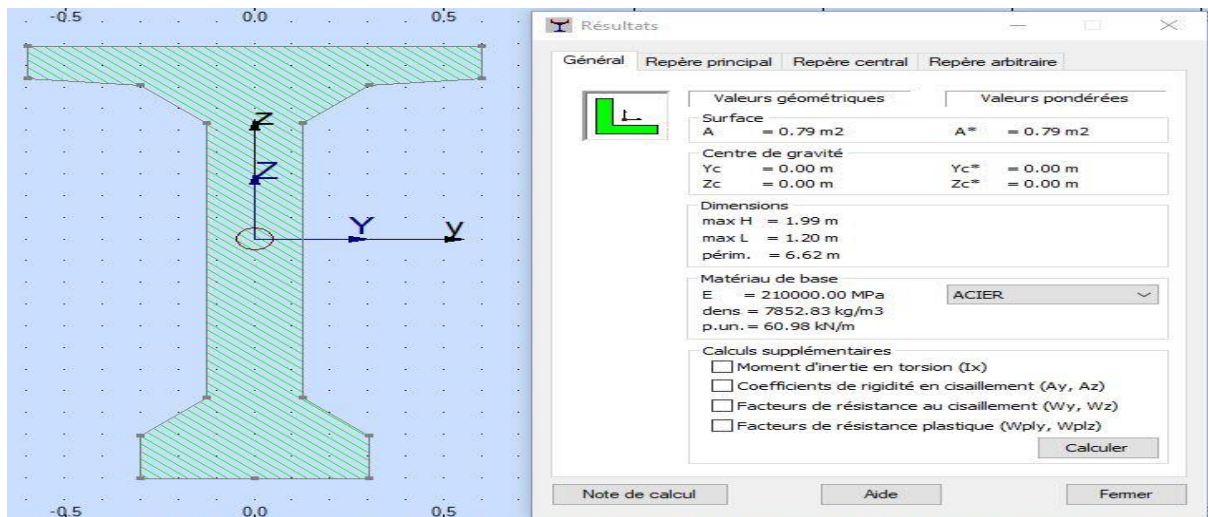 -0.5 0.0 0.5
z
Z
Y y
-0.5 0.0 0.5
Résultats
Général Repère principal Repère central Repère arbitraire
Valeurs géométriques Valeurs pondérées
Surface
A = 0.79 m2 A* = 0.79 m2
Centre de gravité
Yc = 0.00 m Yc* = 0.00 m
Zc = 0.00 m Zc* = 0.00 m
Dimensions
max H = 1.99 m
max L = 1.20 m
périm. = 6.62 m
Matériau de base
E = 210000.00 MPa ACIER
dens = 7852.83 kg/m3
p.un. = 60.98 kN/m
Calculs supplémentaires
Moment d'inertie en torsion (Ix)
Coefficients de rigidité en cisaillement (Ay, Az)
Facteurs de résistance au cisaillement (Wy, Wz)
Facteurs de résistance plastique (Wply, Wplz)
Calculer
Note de calcul Aide Fermer